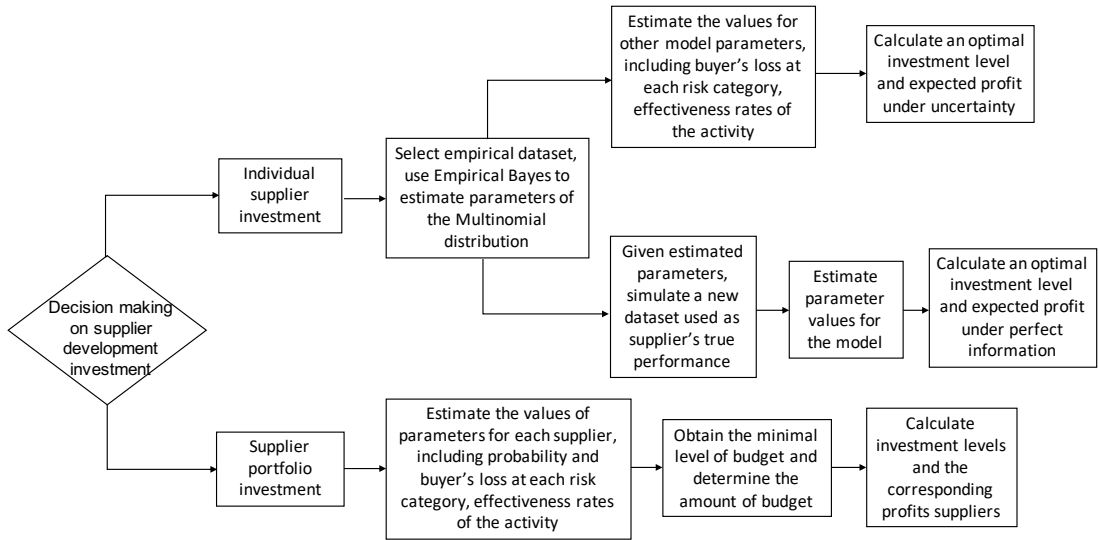 Decision making
on supplier
development
investment
Individual
supplier
investment
Select empirical dataset,
use Empirical Bayes to
estimate parameters of
the Multinomial
distribution
Estimate the values for
other model parameters,
including buyer's loss at
each risk category,
effectiveness rates of
the activity
Calculate an optimal
investment level
and expected profit
under uncertainty
Given estimated
parameters,
simulate a new
dataset used as
supplier's true
performance
Estimate
parameter
values for
the model
Calculate an optimal
investment level
and expected profit
under perfect
information
Supplier
portfolio
investment
Estimate the values of
parameters for each supplier,
including probability and
buyer's loss at each risk
category, effectiveness rates
of the activity
Obtain the minimal
level of budget and
determine the
amount of budget
Calculate
investment levels
and the
corresponding
profits suppliers